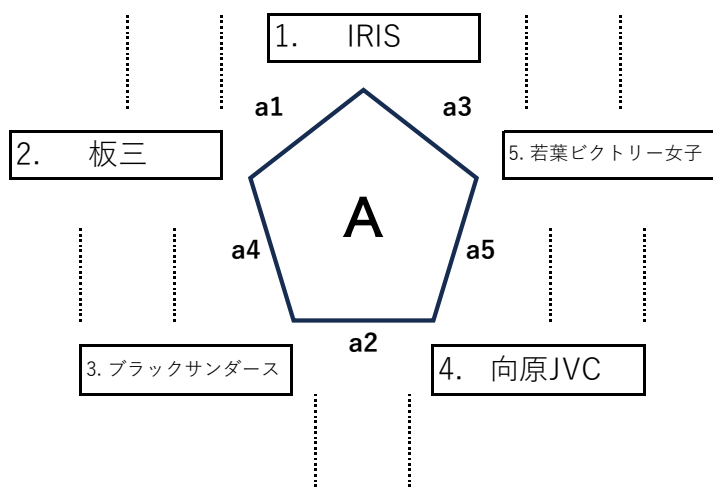 1. IRIS
a1
a3
2. 板三
5. 若葉ビクトリー女子
A
a4
a5
a2
3. ブラックサンダース
4. 向原JVC